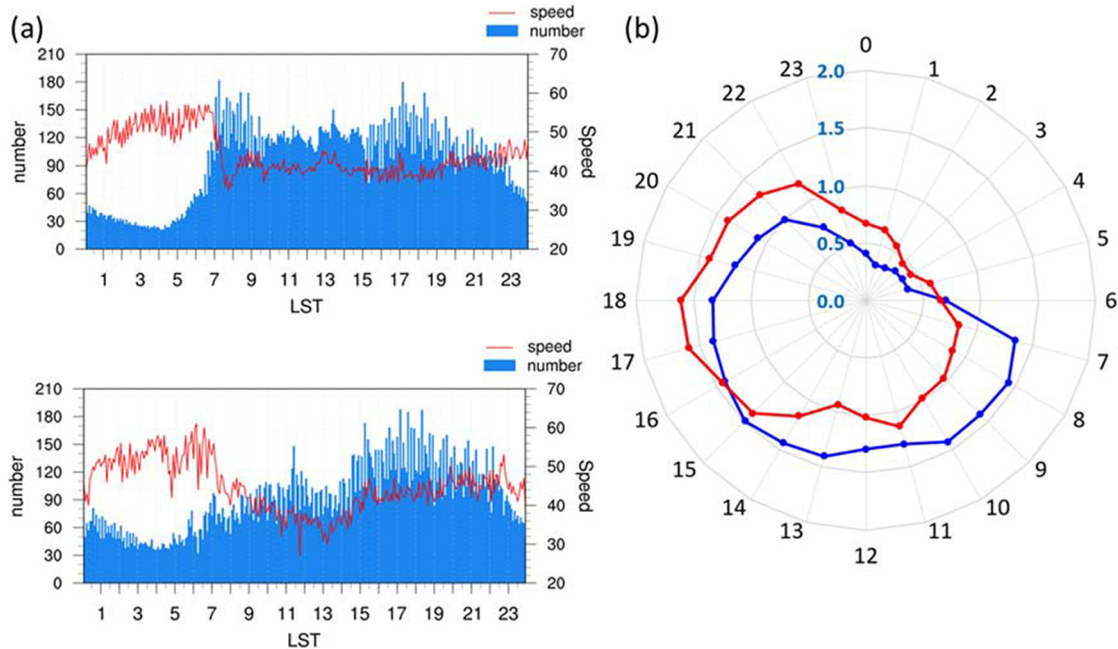 (a)
speed
number
210 180 150 120 90 60 30 0
number
70 60 50 40 30 20
Speed
1 3 5 7 9 11 13 15 17 19 21 23
LST
speed
number
210 180 150 120 90 60 30 0
number
70 60 50 40 30 20
Speed
1 3 5 7 9 11 13 15 17 19 21 23
LST
(b)
0 1 2 3 4 5 6 7 8 9 10 11 12 13 14 15 16 17 18 19 20 21 22 23
2.0
1.5
1.0
0.5
0.0